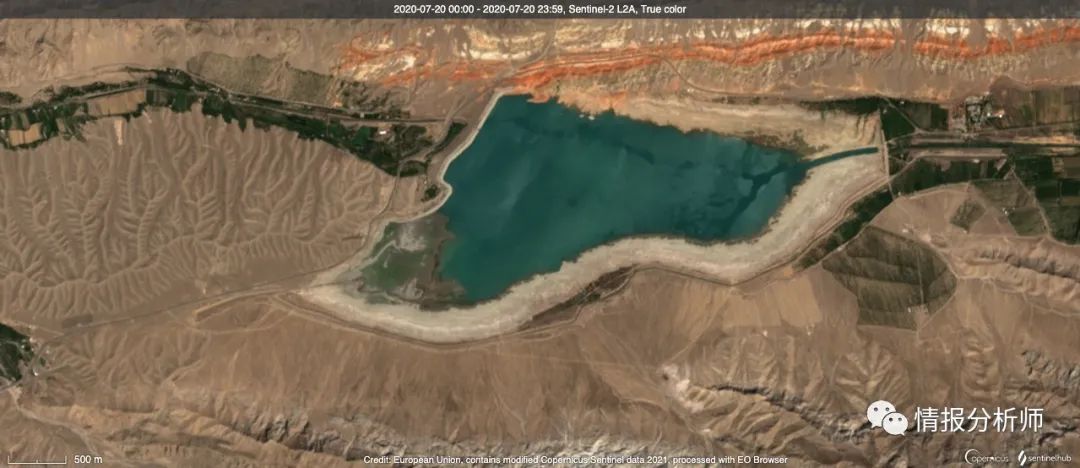 2020-07-20 00:00 - 2020-07-20 23:59, Sentinel-2 L2A, True color
情报分析师
500 m
Credit: European Union, contains modified Copernicus Sentinel data 2021, processed with EO Browser
Copernicus
sentinelhub